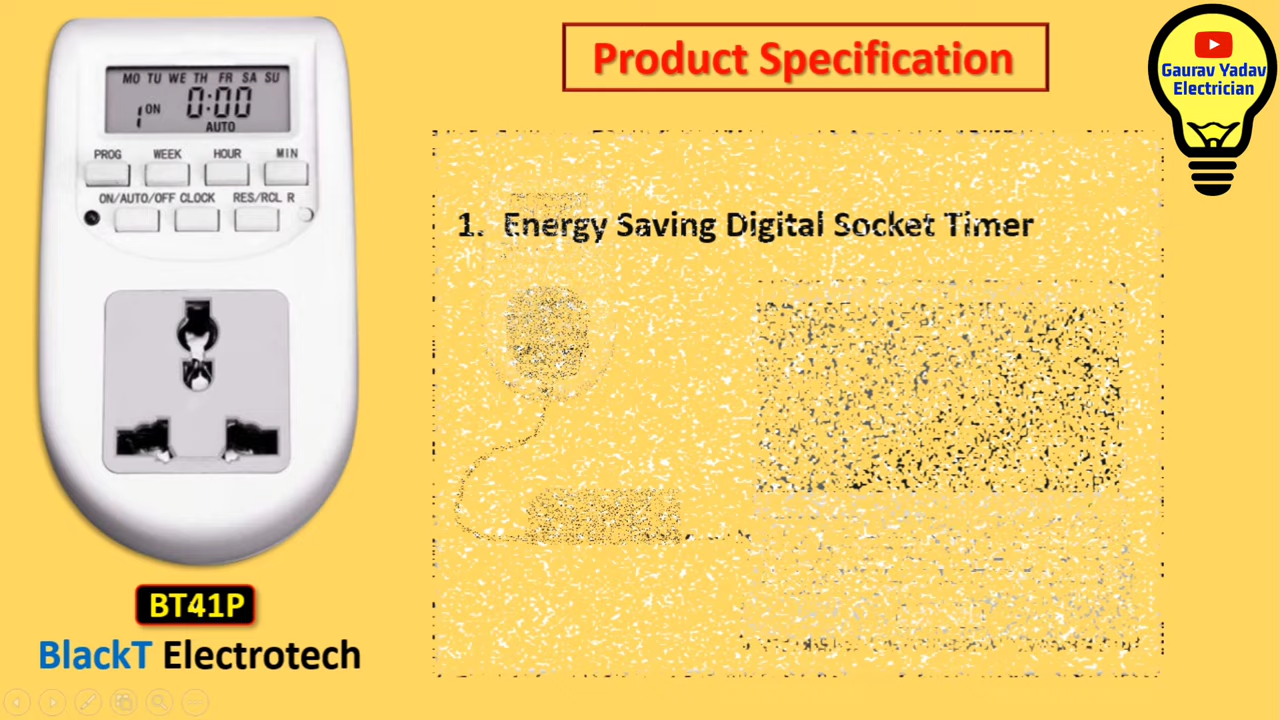 MO TU WE TH FR SA SU
1 ON 0:00
AUTO
PROG WEEK HOUR MIN
ON/AUTO/OFF CLOCK RES/RCL R
BT41P
BlackT Electrotech
Product Specification
1. Energy Saving Digital Socket Timer
Gaurav Yadav
Electrician